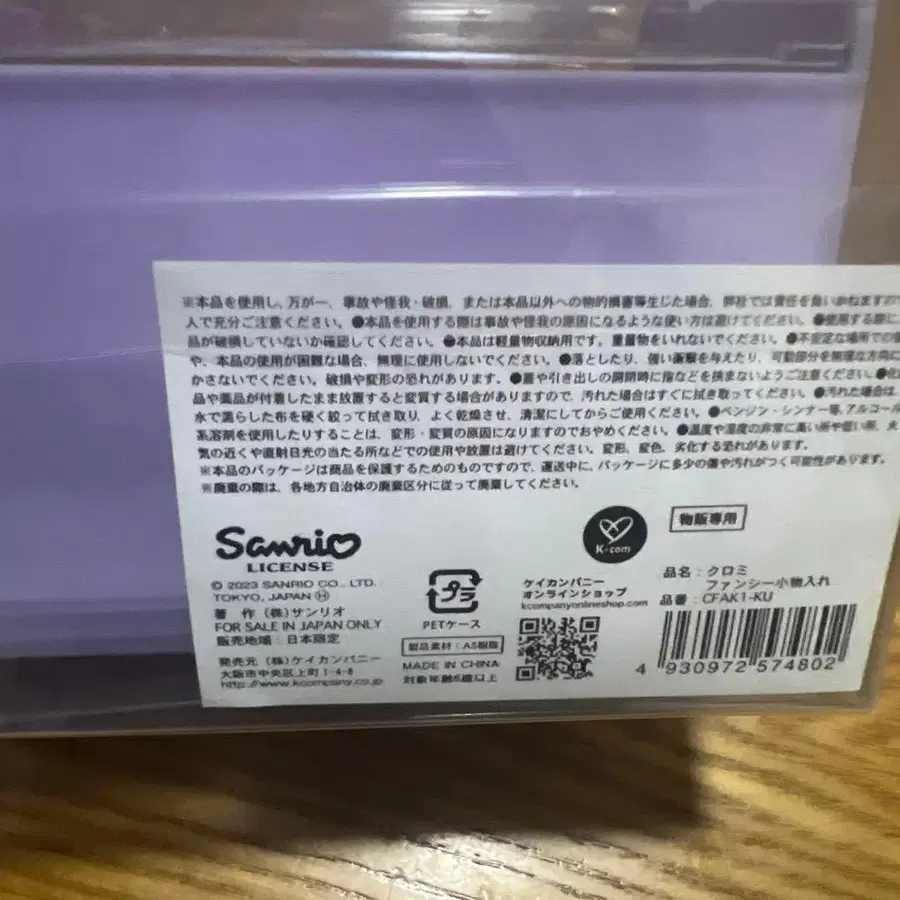 ※本品を使用し、万が一、事故や怪我・破損、または本品以外への物的損害等生じた場合、弊社では責任を負いかねますので
人で充分ご注意ください。●本品を使用する際は事故や怪我の原因になるような使い方は避けてください。●使用する際に
品が破損していないか確認してください。●本品は軽量物収納用です。重量物をいれないでください。●不安定な場所での
や、本品の使用が困難な場合、無理に使用しないでください。●落としたり、強い衝撃を与えたり、可動部分を無理な方向に
かさないでください。破損や変形の恐れがあります。●蓋や引き出しの開閉時に指などを挟まないようご注意ください。●化
品や薬品が付着したまま放置すると変質する場合がありますので、汚れた場合はすぐに拭き取ってください。●汚れた場合は、
水で濡らした布を硬く絞って拭き取り、よく乾燥させ、清潔にしてからご使用ください。●ベンジン・シンナー等、アルコール
系溶剤を使用したりすることは、変形・変質の原因になりますのでおやめください。●温度や湿度の非常に高い所や低い所、火
気の近くや直射日光の当たる所などでの使用や放置は避けてください。変形、変色、劣化する恐れがあります。
※本品のパッケージは商品を保護するためのものですので、運送中に、パッケージに多少の傷や汚れがつく可能性があります。
※廃棄の際は、各地方自治体の廃棄区分に従って廃棄してください。
Sanrio
LICENSE
© 2023 SANRIO CO., LTD.
TOKYO, JAPAN Ⓗ
著作 (株)サンリオ
FOR SALE IN JAPAN ONLY
販売地域:日本限定
発売元 (株)ケイカンパニー
大阪市中央区上町1-4-8
http://www.kcompany.co.jp
プラ
PETケース
製品素材:AS樹脂
MADE IN CHINA
対象年齢6歳以上
K-com
ケイカンパニー
オンラインショップ
kcompanyonlineshop.com
物販専用
品名:クロミ
ファンシー小物入れ
品番:CFAK1-KU
4 930972 574802